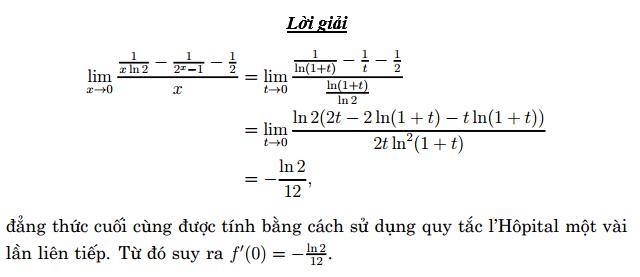 Lời giải
$$\lim_{x\to 0} \frac{\frac{1}{x\ln 2} - \frac{1}{2^x-1} - \frac{1}{2}}{x} = \lim_{t\to 0} \frac{\frac{1}{\ln(1+t)} - \frac{1}{t} - \frac{1}{2}}{\frac{\ln(1+t)}{\ln 2}}$$
$$= \lim_{t\to 0} \frac{\ln 2(2t - 2\ln(1+t) - t\ln(1+t))}{2t\ln^2(1+t)}$$
$$= -\frac{\ln 2}{12},$$
đẳng thức cuối cùng được tính bằng cách sử dụng quy tắc l'Hôpital một vài
lần liên tiếp. Từ đó suy ra $f'(0) = -\frac{\ln 2}{12}$.